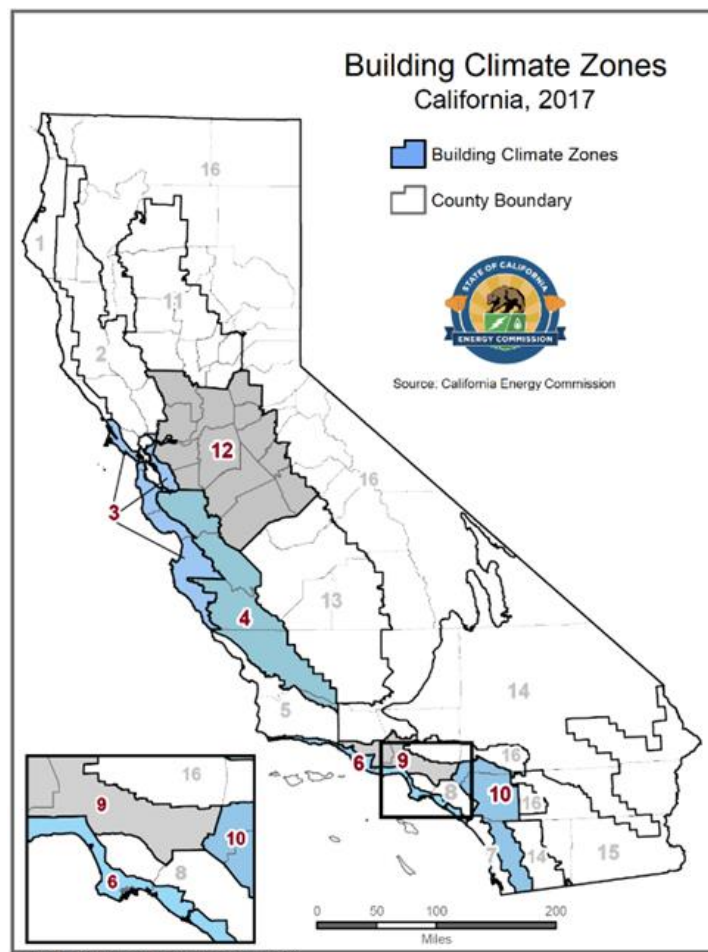 Building Climate Zones
California, 2017
Building Climate Zones
County Boundary
STATE OF CALIFORNIA
ENERGY COMMISSION
Source: California Energy Commission
16
1
11
2
12
16
3
13
4
14
5
6
9
16
8
10
16
7
14
15
16
9
10
8
6
0 50 100 200
Miles